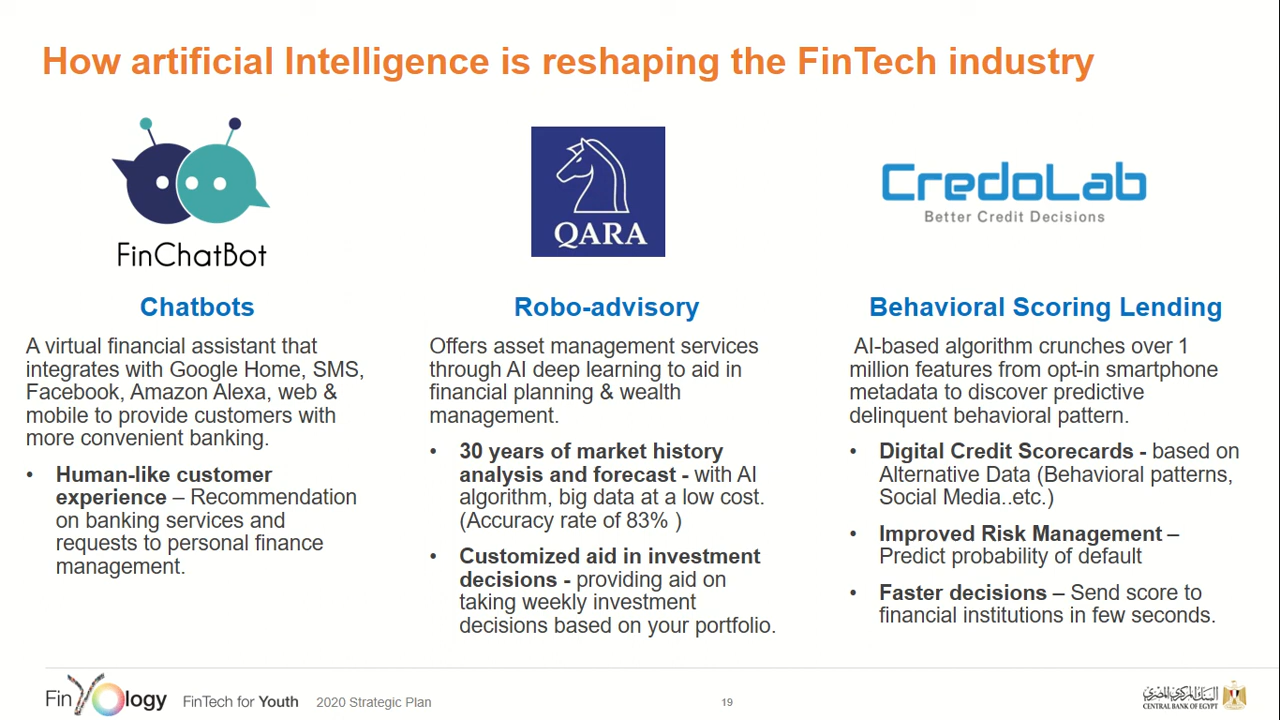 How artificial Intelligence is reshaping the FinTech industry
FinChatBot
Chatbots
A virtual financial assistant that
integrates with Google Home, SMS,
Facebook, Amazon Alexa, web &
mobile to provide customers with
more convenient banking.
• Human-like customer
experience – Recommendation
on banking services and
requests to personal finance
management.
QARA
Robo-advisory
Offers asset management services
through AI deep learning to aid in
financial planning & wealth
management.
• 30 years of market history
analysis and forecast - with AI
algorithm, big data at a low cost.
(Accuracy rate of 83% )
• Customized aid in investment
decisions - providing aid on
taking weekly investment
decisions based on your portfolio.
CredoLab
Better Credit Decisions
Behavioral Scoring Lending
AI-based algorithm crunches over 1
million features from opt-in smartphone
metadata to discover predictive
delinquent behavioral pattern.
• Digital Credit Scorecards - based on
Alternative Data (Behavioral patterns,
Social Media..etc.)
• Improved Risk Management –
Predict probability of default
• Faster decisions – Send score to
financial institutions in few seconds.
FinYOlogy
FinTech for Youth
2020 Strategic Plan
19
البنك المركزي المصري
CENTRAL BANK OF EGYPT